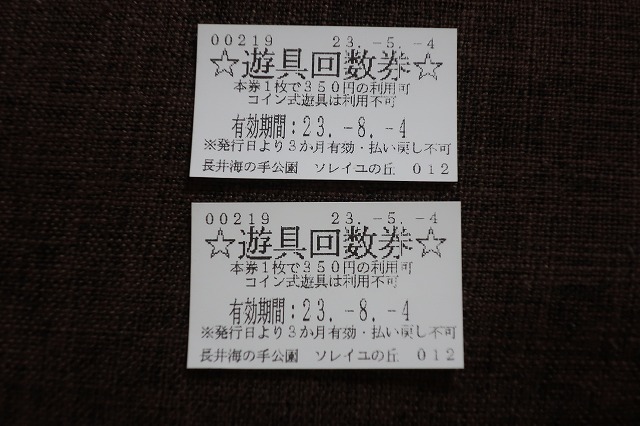 ００２１９　２３．－５．－４
☆遊具回数券☆
本券１枚で３５０円の利用可
コイン式遊具は利用不可
有効期間：２３．－８．－４
※発行日より３か月有効・払い戻し不可
長井海の手公園　ソレイユの丘　０１２
００２１９　２３．－５．－４
☆遊具回数券☆
本券１枚で３５０円の利用可
コイン式遊具は利用不可
有効期間：２３．－８．－４
※発行日より３か月有効・払い戻し不可
長井海の手公園　ソレイユの丘　０１２